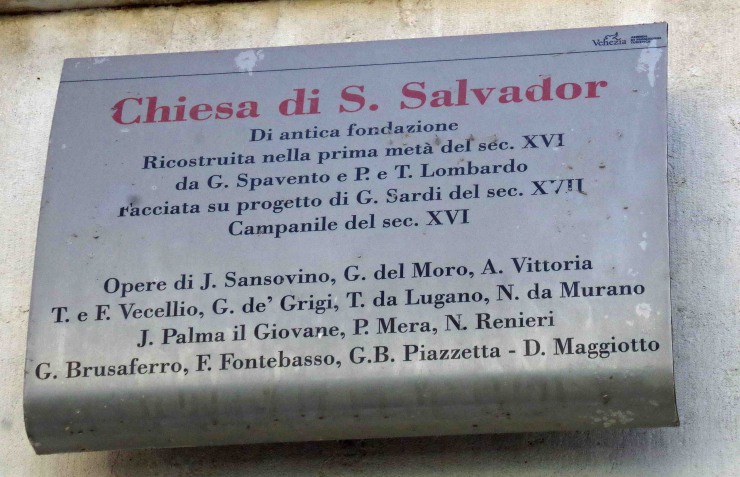 Venezia
Chiesa di S. Salvador
Di antica fondazione
Ricostruita nella prima metà del sec. XVI
da G. Spavento e P. e T. Lombardo
racciata su progetto di G. Sardi del sec. XVII
Campanile del sec. XVI
Opere di J. Sansovino, G. del Moro, A. Vittoria
T. e F. Vecellio, G. de' Grigi, T. da Lugano, N. da Murano
J. Palma il Giovane, P. Mera, N. Renieri
G. Brusaferro, F. Fontebasso, G.B. Piazzetta - D. Maggiotto